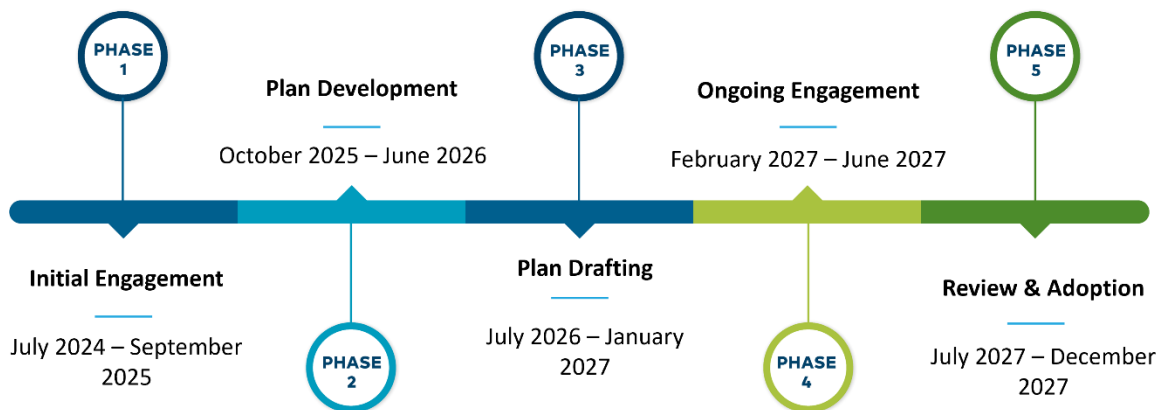 PHASE
1
Initial Engagement
July 2024 – September
2025
Plan Development
October 2025 – June 2026
PHASE
2
PHASE
3
Plan Drafting
July 2026 – January
2027
Ongoing Engagement
February 2027 – June 2027
PHASE
4
PHASE
5
Review & Adoption
July 2027 – December
2027